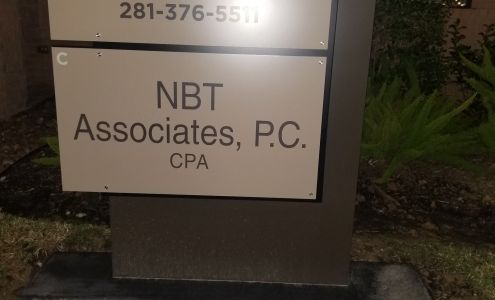 281-376-5511
C
NBT
Associates, P.C.
CPA